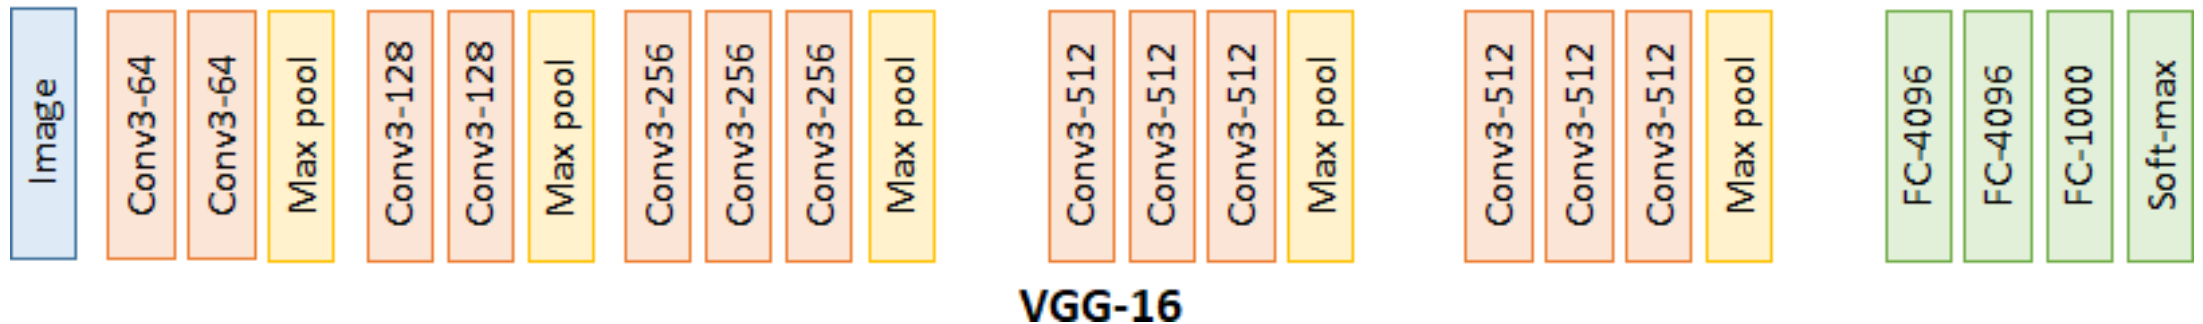 Image
Conv3-64
Conv3-64
Max pool
Conv3-128
Conv3-128
Max pool
Conv3-256
Conv3-256
Conv3-256
Max pool
Conv3-512
Conv3-512
Conv3-512
Max pool
Conv3-512
Conv3-512
Conv3-512
Max pool
FC-4096
FC-4096
FC-1000
Soft-max
VGG-16